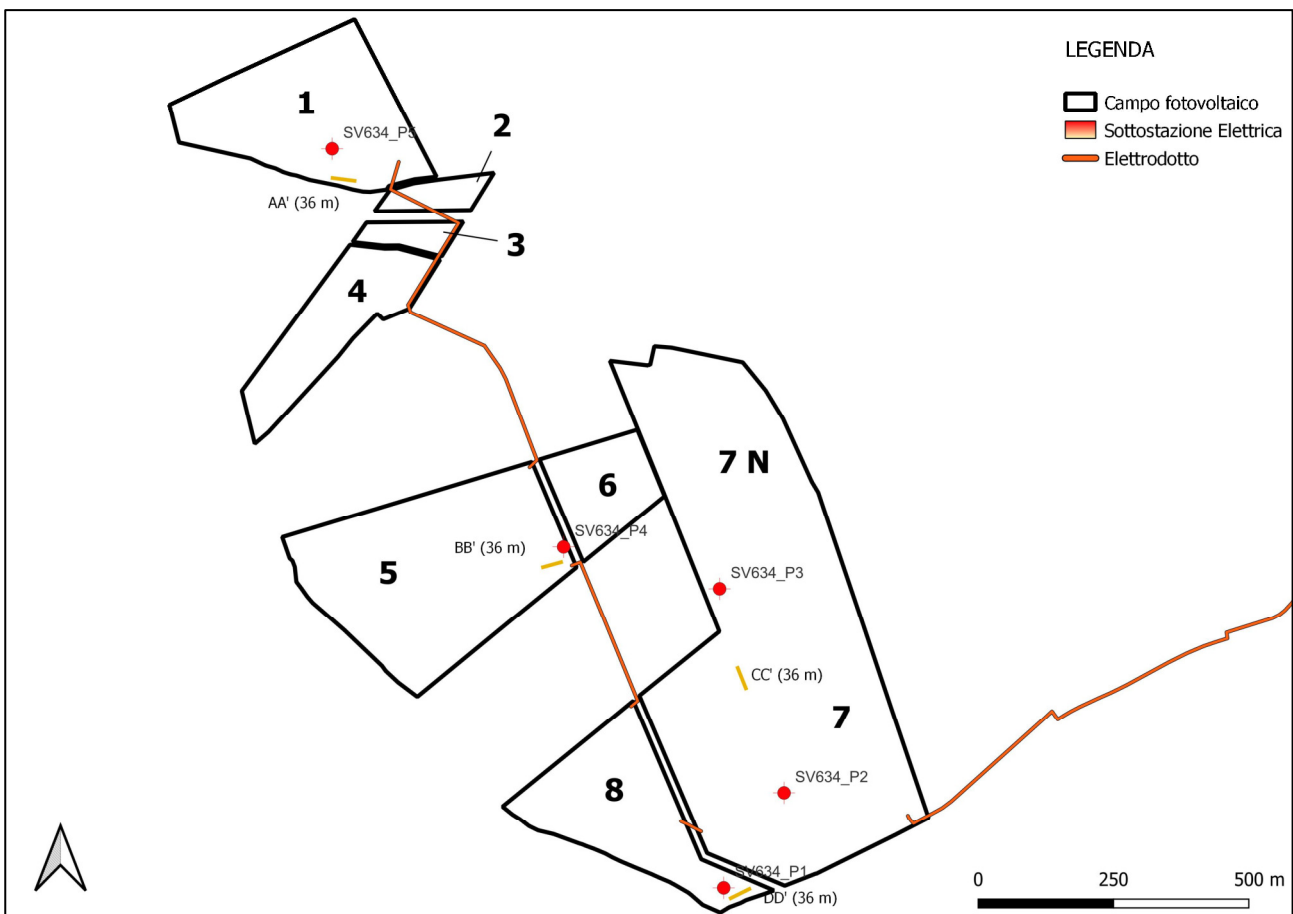 LEGENDA
Campo fotovoltaico
Sottostazione Elettrica
Elettrodotto
1
SV634_P5
2
AA' (36 m)
3
4
7 N
6
SV634_P4
BB' (36 m)
5
SV634_P3
CC' (36 m)
7
SV634_P2
8
SV634_P1
DD' (36 m)
0 250 500 m